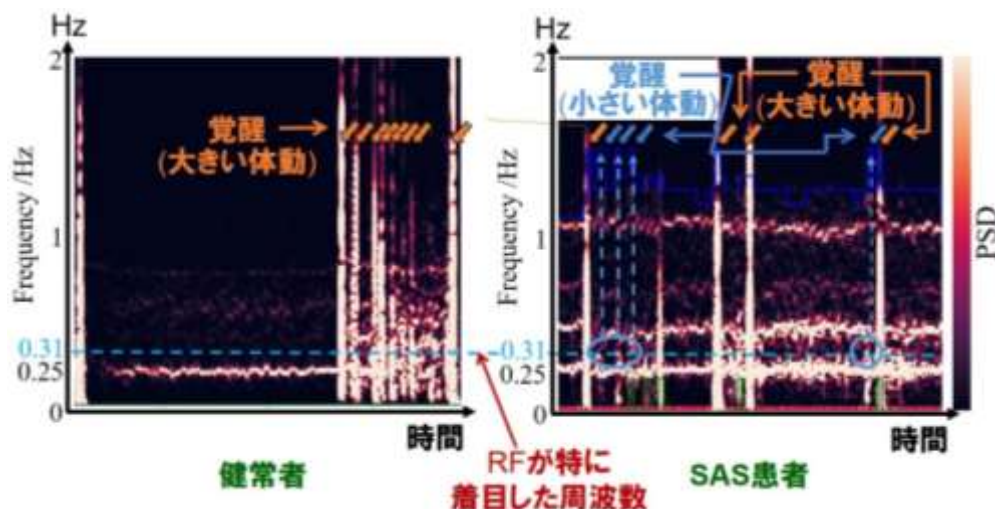 Hz
2
覚醒
(大きい体動)
Frequency /Hz
1
0.31
0.25
0
時間
健常者
Hz
2
覚醒
(小さい体動)
覚醒
(大きい体動)
Frequency /Hz
1
0.31
0.25
0
時間
SAS患者
PSD
RFが特に
着目した周波数